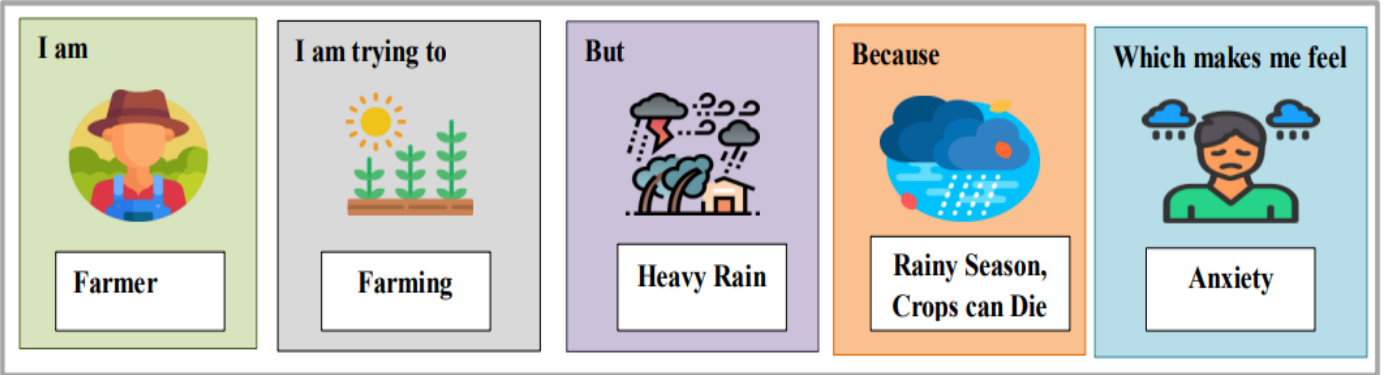 I am
Farmer
I am trying to
Farming
But
Heavy Rain
Because
Rainy Season,
Crops can Die
Which makes me feel
Anxiety